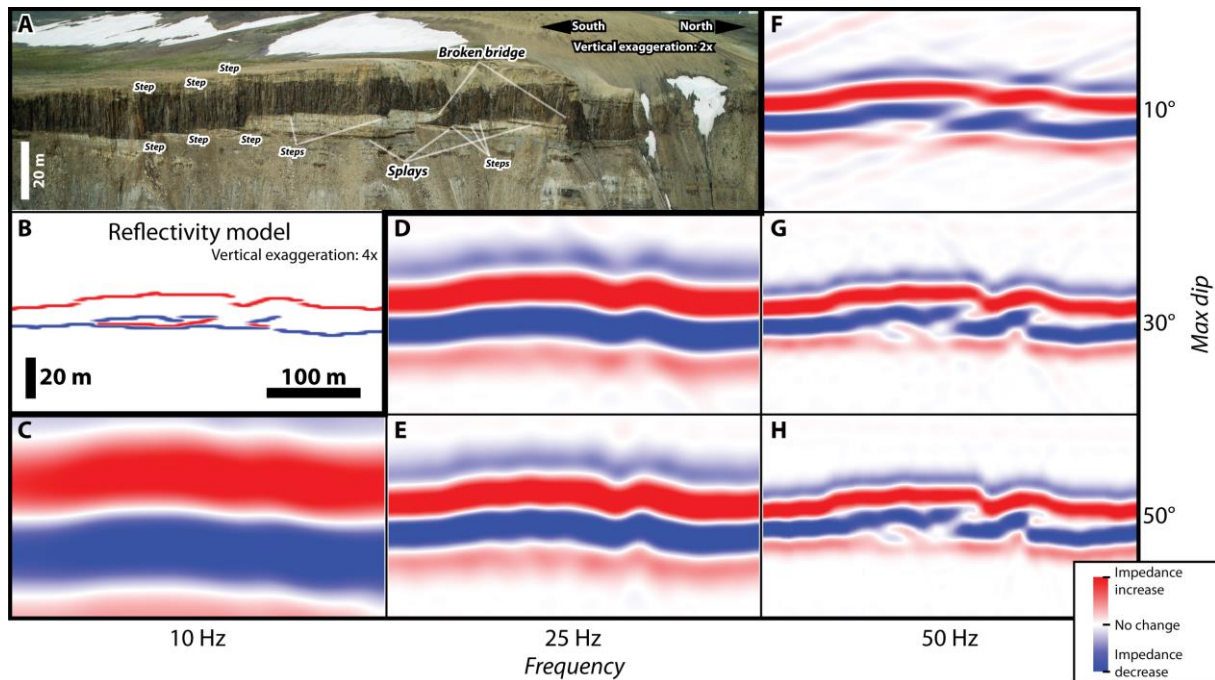 A
South
North
Vertical exaggeration: 2x
Broken bridge
Step
Step
Step
Step
Step
Step
Steps
Splays
Steps
20 m
B
Reflectivity model
Vertical exaggeration: 4x
20 m
100 m
C
D
E
F
G
H
10°
30°
50°
Max dip
10 Hz
25 Hz
50 Hz
Frequency
Impedance
increase
No change
Impedance
decrease